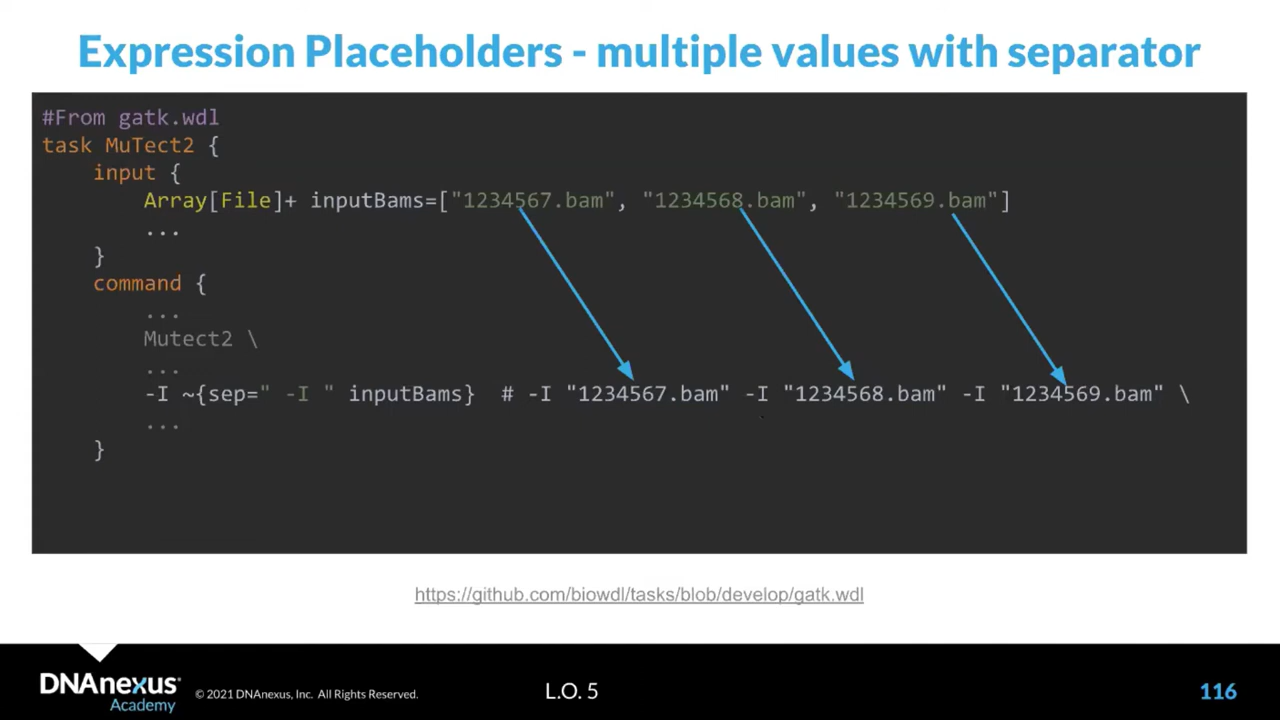 Expression Placeholders - multiple values with separator
#From gatk.wdl
task MuTect2 {
input {
Array[File]+ inputBams=["1234567.bam", "1234568.bam", "1234569.bam"]
...
}
command {
...
Mutect2 \
...
-I ~{sep=" -I " inputBams} # -I "1234567.bam" -I "1234568.bam" -I "1234569.bam" \
...
}
https://github.com/biowdl/tasks/blob/develop/gatk.wdl
DNAnexus
Academy
© 2021 DNAnexus, Inc. All Rights Reserved.
L.O. 5
116